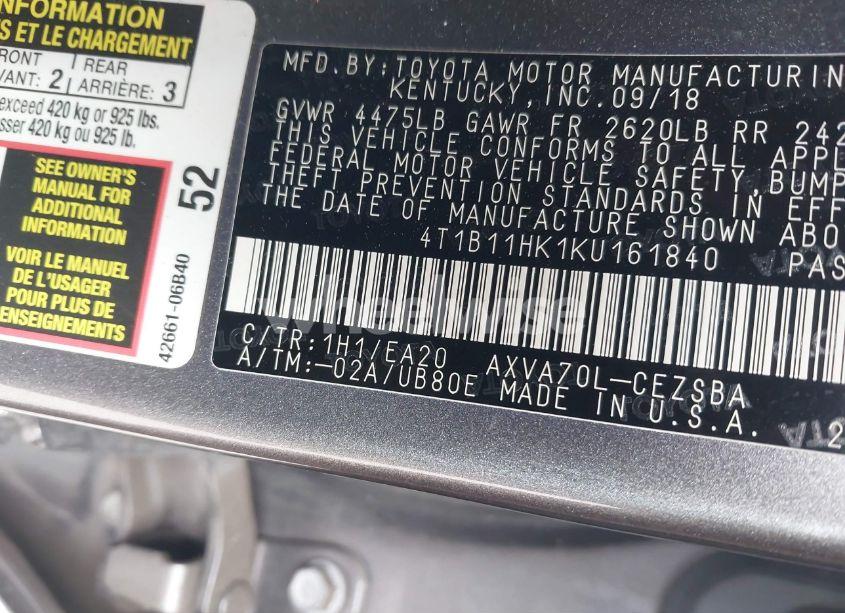 NFORMATION
S ET LE CHARGEMENT
FRONT
VANT: 2
REAR
ARRIÈRE: 3
exceed 420 kg or 925 lbs.
sser 420 kg ou 925 lb.
SEE OWNER'S
MANUAL FOR
ADDITIONAL
INFORMATION
VOIR LE MANUEL
DE L'USAGER
POUR PLUS DE
ENSEIGNEMENTS
52
42661-06B40
MFD. BY: TOYOTA MOTOR MANUFACTURIN
KENTUCKY, INC. 09/18
GVWR 4475LB GAWR FR 2620LB RR 242
THIS VEHICLE CONFORMS TO ALL APPL
FEDERAL MOTOR VEHICLE SAFETY BUMP
THEFT PREVENTION STANDARDS IN EFF
THE DATE OF MANUFACTURE SHOWN ABO
4T1B11HK1KU161840 PAS
wheelwise
C/TR: 1H1/EA20 AXVA70L-CEZSBA
A/TM:-02A/UB80E MADE IN U.S.A.
2